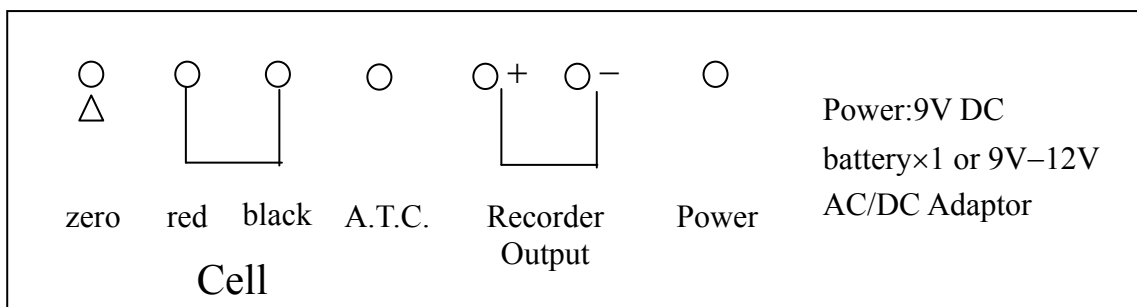 + −
zero red black A.T.C. Recorder Output Power
Cell
Power:9V DC
battery×1 or 9V−12V
AC/DC Adaptor